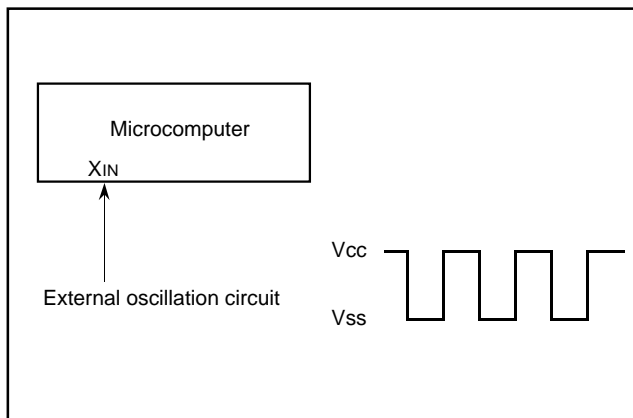 Microcomputer
XIN
External oscillation circuit
Vcc
Vss